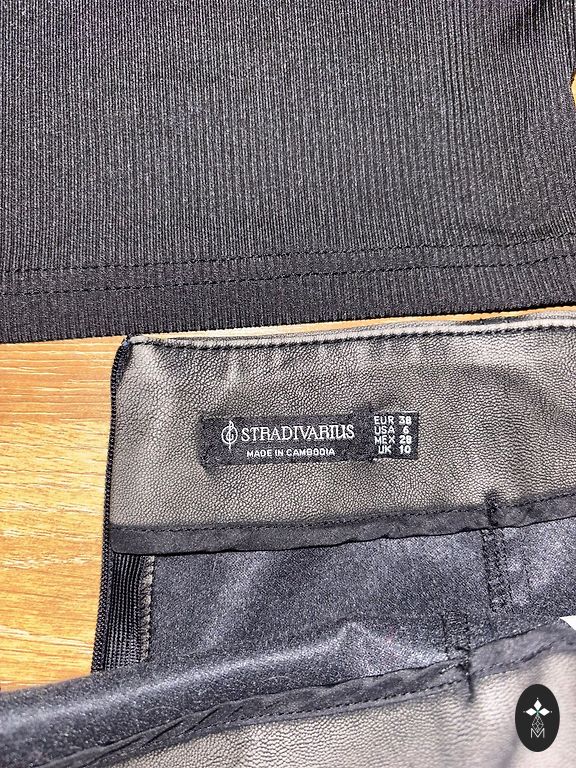 STRADIVARIUS
MADE IN CAMBODIA
EUR 38
USA 6
MEX 28
UK 10
M